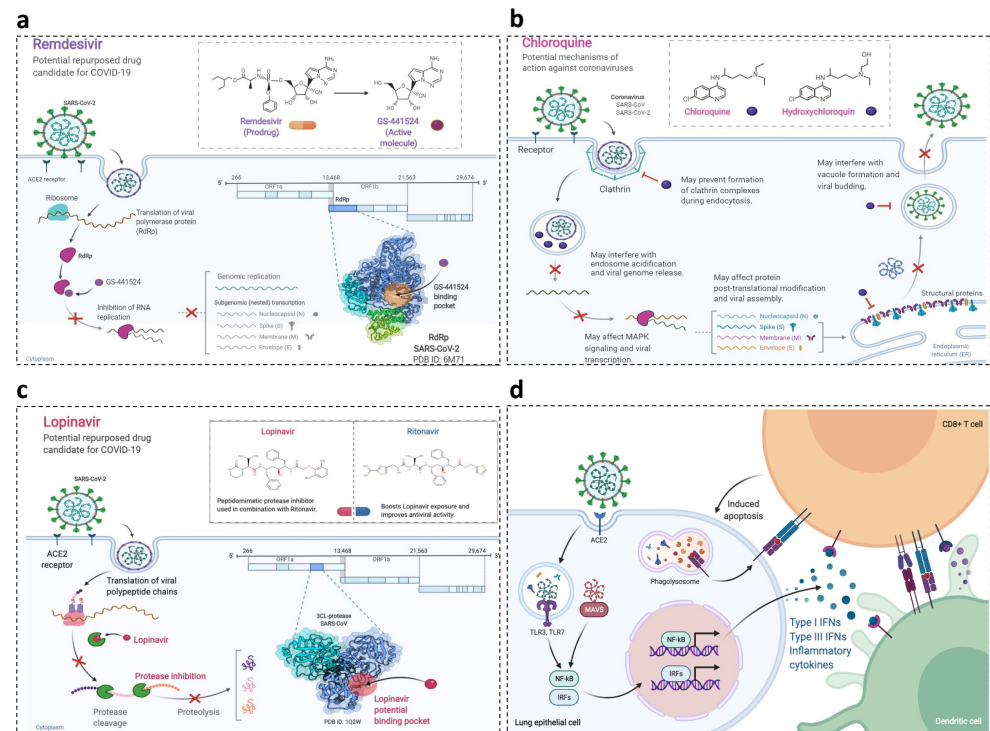 a
Remdesivir
Potential repurposed drug
candidate for COVID-19
SARS-CoV-2
Remdesivir
(Prodrug)
GS-441524
(Active
molecule)
ACE2 receptor
Ribosome
Translation of viral
polymerase protein
(RdRp)
RdRp
GS-441524
Inhibition of RNA
replication
Cytoplasm
266
13,468
21,563
29,674
5'
3'
ORF1a
ORF1b
RdRp
Genomic replication
Subgenomic (nested) transcription
Nucleocapsid (N)
Spike (S)
Membrane (M)
Envelope (E)
GS-441524
binding
pocket
RdRp
SARS-CoV-2
PDB ID: 6M71
b
Chloroquine
Potential mechanisms of
action against coronaviruses
Coronavirus
SARS-CoV
SARS-CoV-2
Chloroquine
Hydroxychloroquin
Receptor
Clathrin
May prevent formation
of clathrin complexes
during endocytosis.
May interfere with
vacuole formation and
viral budding.
May interfere with
endosome acidification
and viral genome release.
May affect protein
post-translational modification
and viral assembly.
Structural proteins
Nucleocapsid (N)
Spike (S)
Membrane (M)
Envelope (E)
May affect MAPK
signaling and viral
transcription.
Endoplasmic
reticulum (ER)
c
Lopinavir
Potential repurposed drug
candidate for COVID-19
SARS-CoV-2
Lopinavir
Ritonavir
Peptidomimetic protease inhibitor
used in combination with Ritonavir.
Boosts Lopinavir exposure and
improves antiviral activity.
ACE2
receptor
Translation of viral
polypeptide chains
Lopinavir
Protease inhibition
Protease
cleavage
Proteolysis
Cytoplasm
266
13,468
21,563
29,674
5'
3'
ORF1a
ORF1b
3CL-protease
SARS-CoV
PDB ID: 1Q2W
Lopinavir
potential
binding pocket
d
CD8+ T cell
ACE2
Induced
apoptosis
Phagolysosome
MAVS
TLR3, TLR7
NF-kB
IRFs
NF-kB
IRFs
Type I IFNs
Type III IFNs
Inflammatory
cytokines
Lung epithelial cell
Dendritic cell